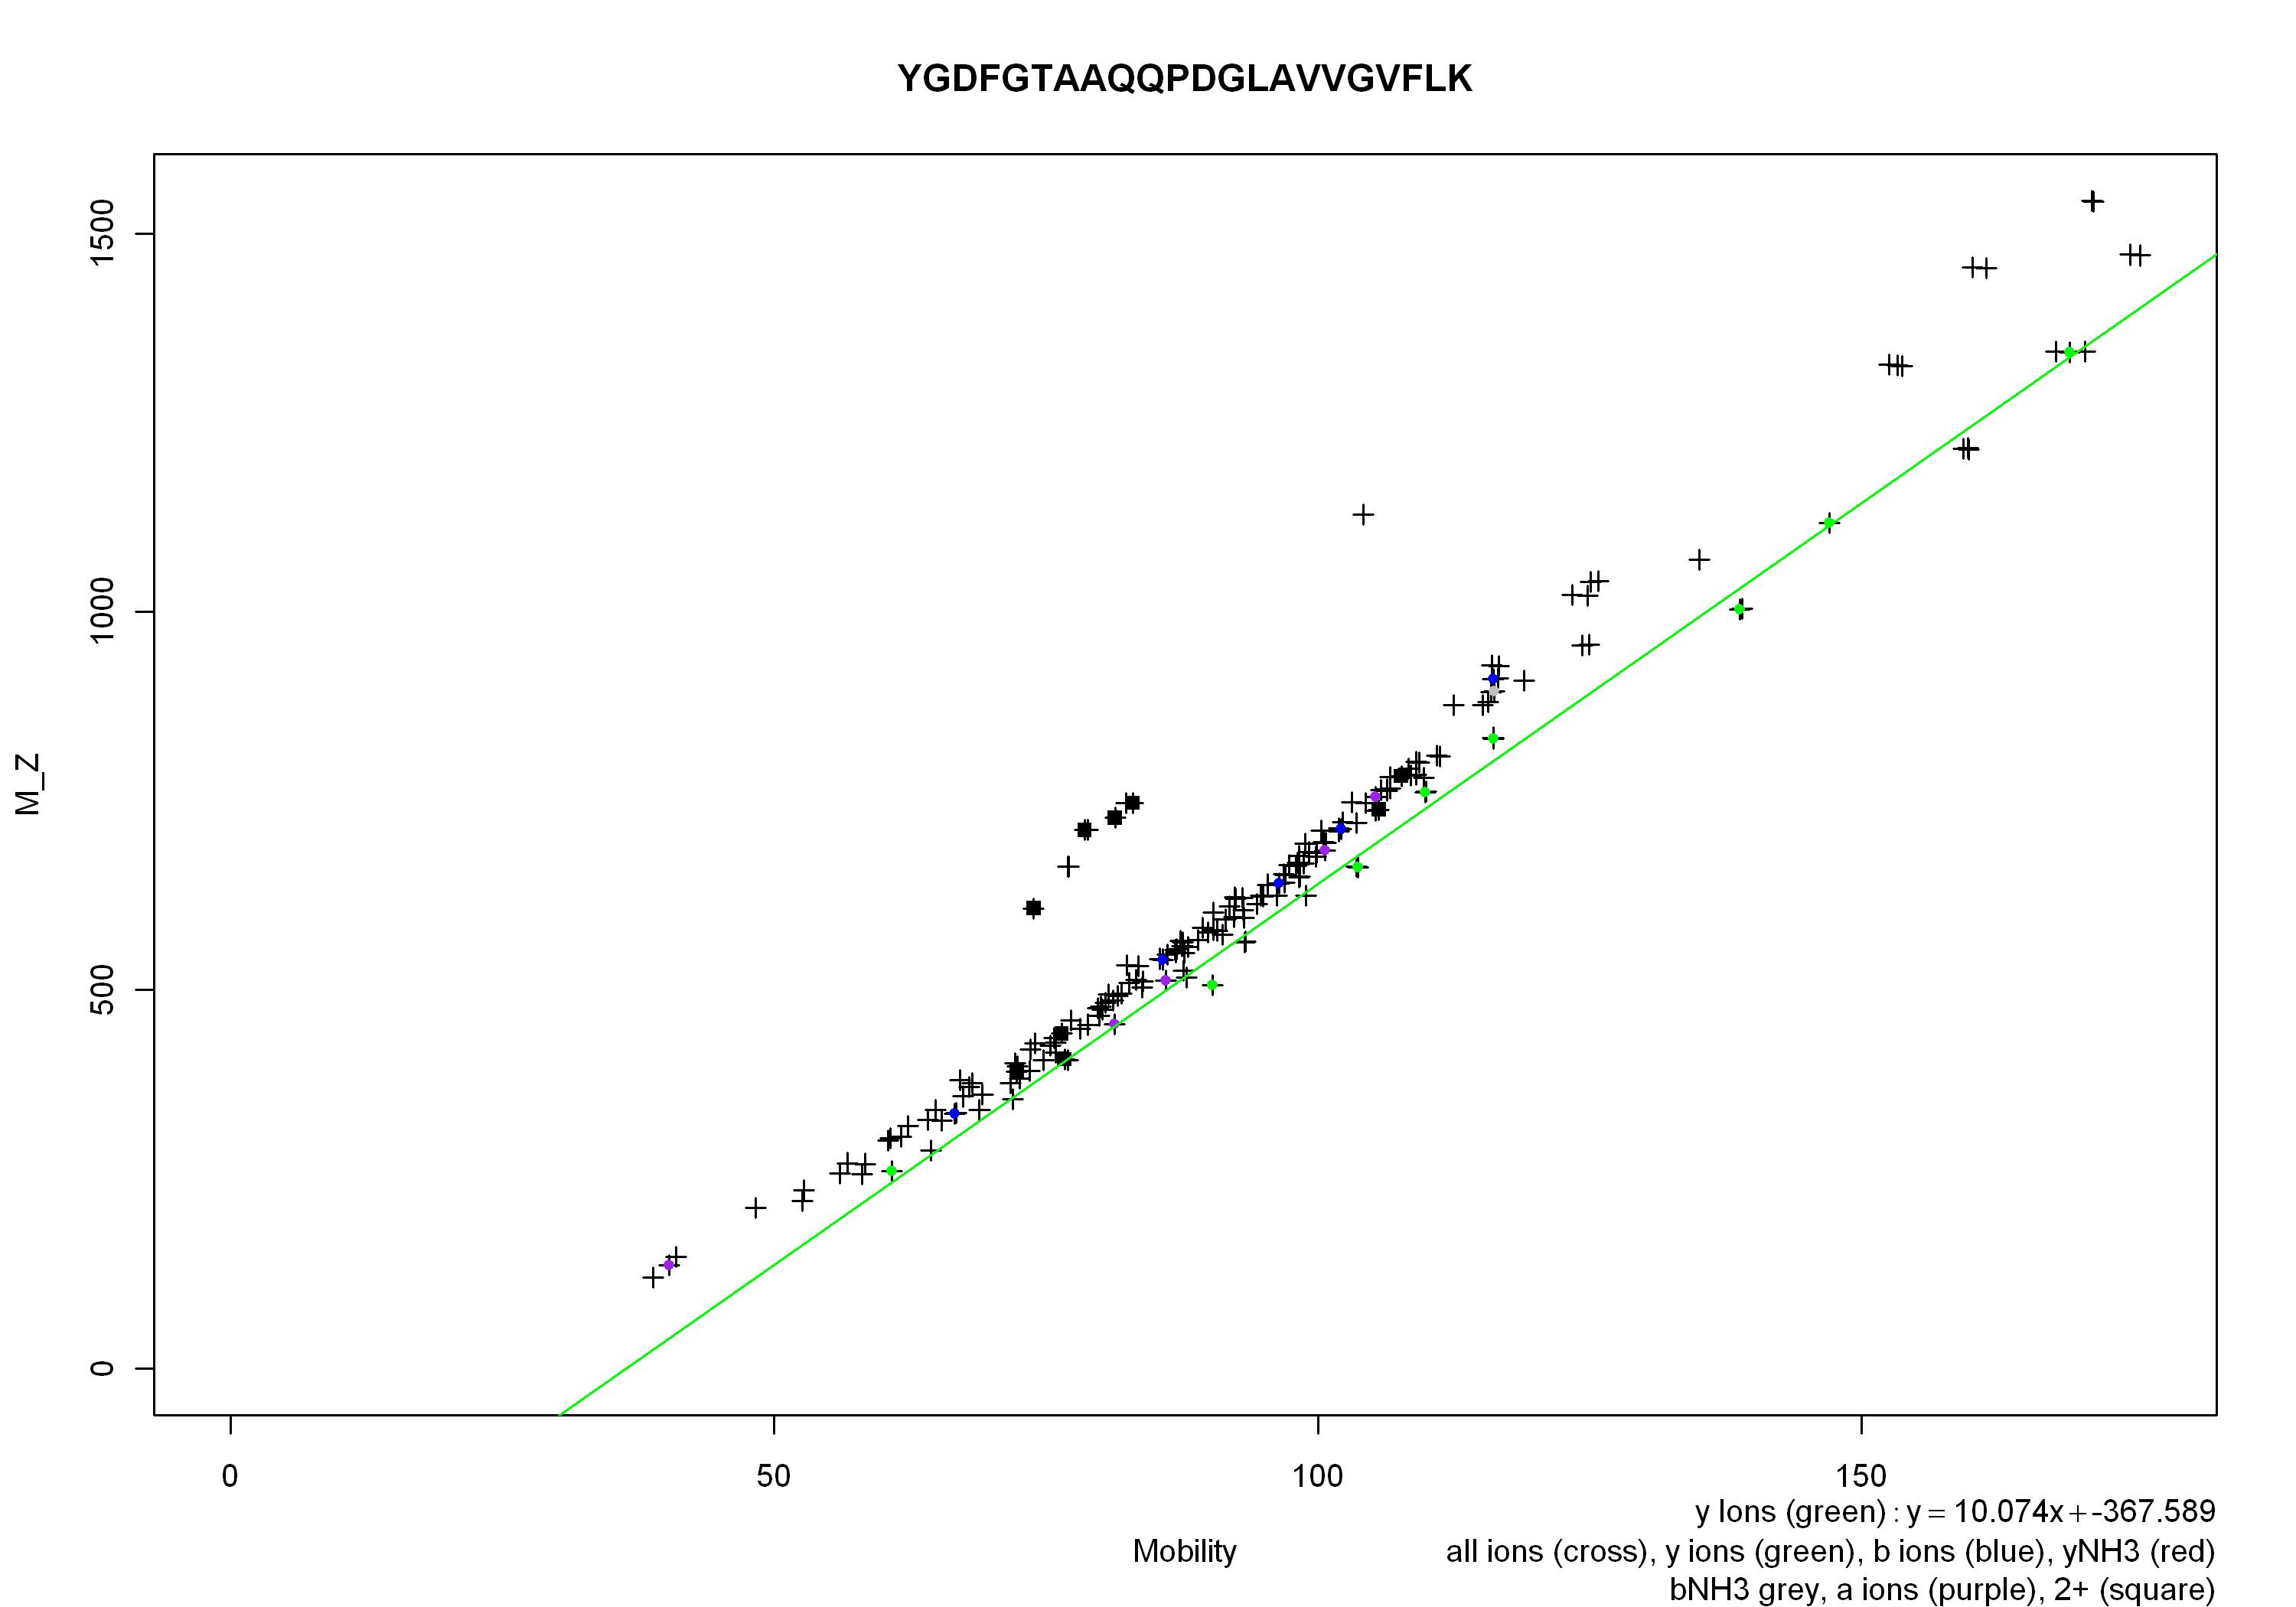 YGDFGTAAQQPDGLAVVGVFLK
1500
1000
500
0
M_Z
0 50 100 150
y Ions (green) : y = 10.074x + -367.589
Mobility all ions (cross), y ions (green), b ions (blue), yNH3 (red)
bNH3 grey, a ions (purple), 2+ (square)